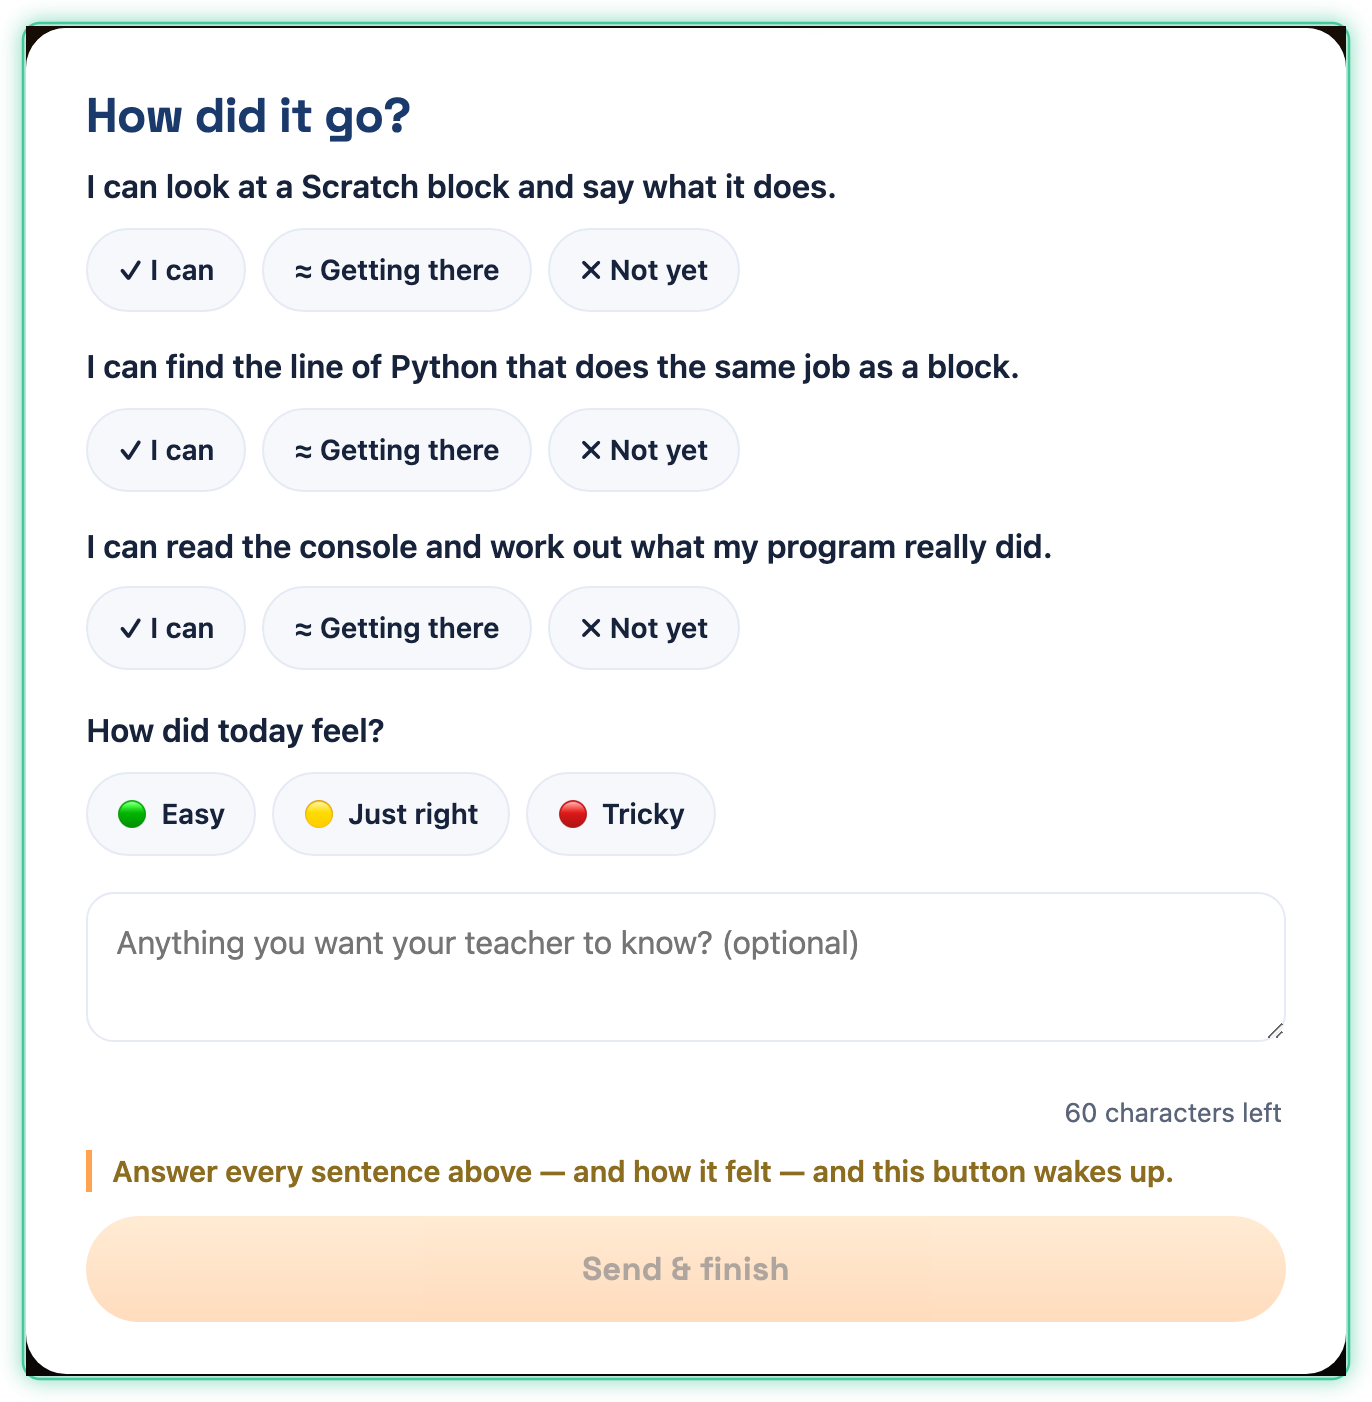 How did it go?
I can look at a Scratch block and say what it does.
✓ I can ≈ Getting there ✕ Not yet
I can find the line of Python that does the same job as a block.
✓ I can ≈ Getting there ✕ Not yet
I can read the console and work out what my program really did.
✓ I can ≈ Getting there ✕ Not yet
How did today feel?
Easy Just right Tricky
Anything you want your teacher to know? (optional)
60 characters left
Answer every sentence above — and how it felt — and this button wakes up.
Send & finish